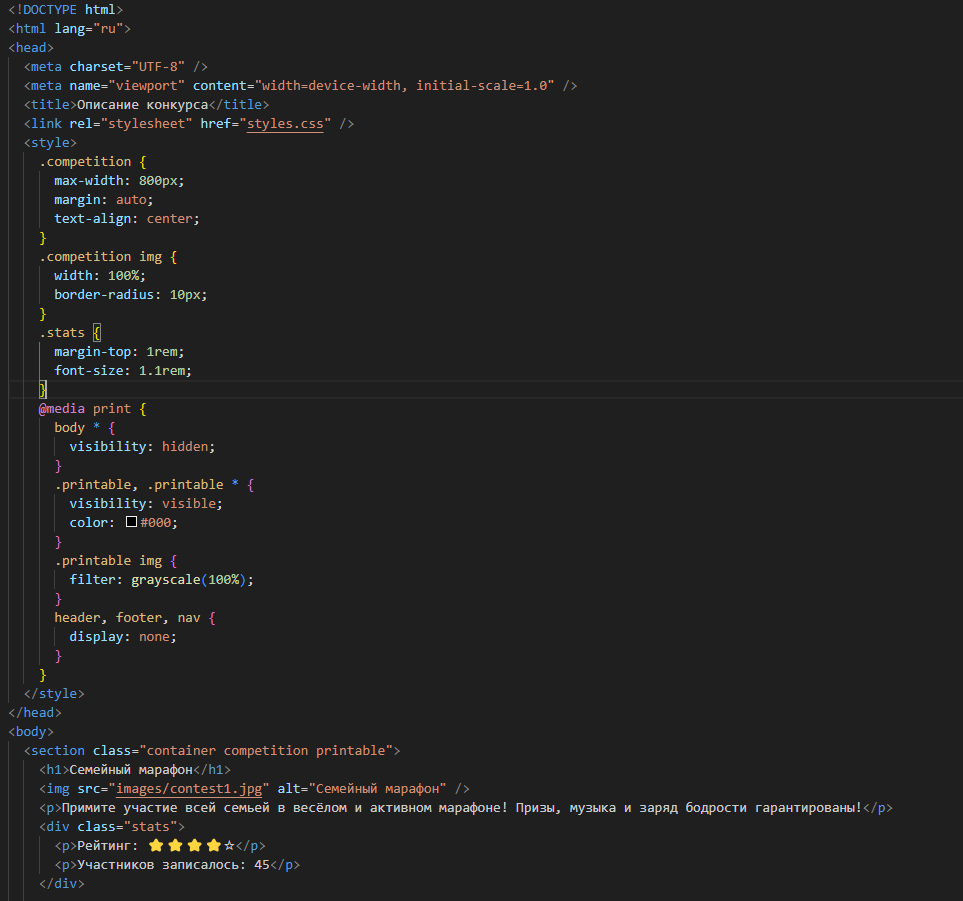 <!DOCTYPE html>
<html lang="ru">
<head>
  <meta charset="UTF-8" />
  <meta name="viewport" content="width=device-width, initial-scale=1.0" />
  <title>Описание конкурса</title>
  <link rel="stylesheet" href="styles.css" />
  <style>
    .competition {
      max-width: 800px;
      margin: auto;
      text-align: center;
    }
    .competition img {
      width: 100%;
      border-radius: 10px;
    }
    .stats {
      margin-top: 1rem;
      font-size: 1.1rem;
    }
    @media print {
      body * {
        visibility: hidden;
      }
      .printable, .printable * {
        visibility: visible;
        color: #000;
      }
      .printable img {
        filter: grayscale(100%);
      }
      header, footer, nav {
        display: none;
      }
    }
  </style>
</head>
<body>
  <section class="container competition printable">
    <h1>Семейный марафон</h1>
    <img src="images/contest1.jpg" alt="Семейный марафон" />
    <p>Примите участие всей семьей в весёлом и активном марафоне! Призы, музыка и заряд бодрости гарантированы!</p>
    <div class="stats">
      <p>Рейтинг: ⭐⭐⭐⭐☆</p>
      <p>Участников записалось: 45</p>
    </div>